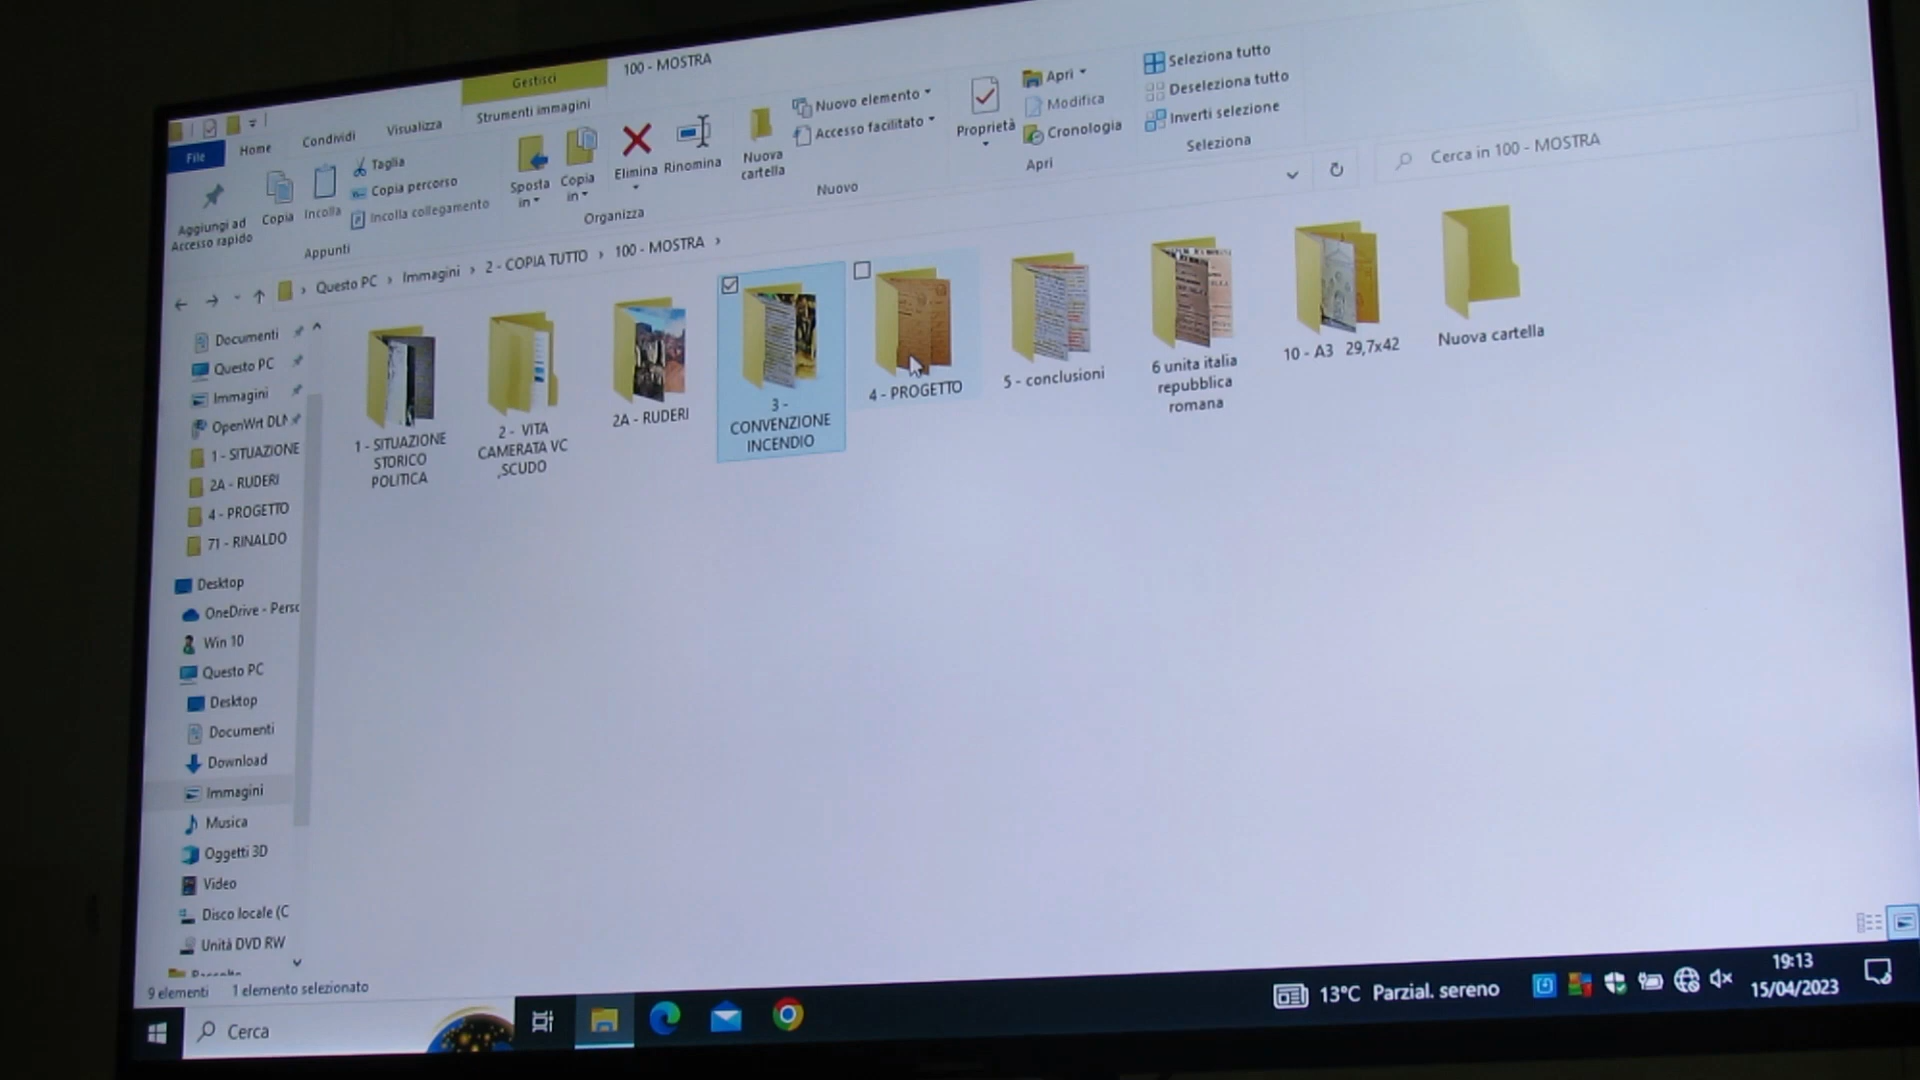 Gestisci
100 - MOSTRA
File
Home
Condividi
Visualizza
Strumenti immagini
Aggiungi ad
Accesso rapido
Copia
Incolla
Taglia
Copia percorso
Incolla collegamento
Appunti
Sposta
in
Copia
in
Elimina
Rinomina
Organizza
Nuova
cartella
Nuovo elemento
Accesso facilitato
Nuovo
Proprietà
Apri
Modifica
Cronologia
Apri
Seleziona tutto
Deseleziona tutto
Inverti selezione
Seleziona
Questo PC › Immagini › 2 - COPIA TUTTO › 100 - MOSTRA ›
Cerca in 100 - MOSTRA
Documenti
Questo PC
Immagini
OpenWrt DLN
1 - SITUAZIONE
2A - RUDERI
4 - PROGETTO
71 - RINALDO
Desktop
OneDrive - Perso
Win 10
Questo PC
Desktop
Documenti
Download
Immagini
Musica
Oggetti 3D
Video
Disco locale (C
Unità DVD RW
1 - SITUAZIONE
STORICO
POLITICA
2 - VITA
CAMERATA VC
,SCUDO
2A - RUDERI
3 -
CONVENZIONE
INCENDIO
4 - PROGETTO
5 - conclusioni
6 unita italia
repubblica
romana
10 - A3 29,7x42
Nuova cartella
9 elementi
1 elemento selezionato
Cerca
13°C Parzial. sereno
19:13
15/04/2023